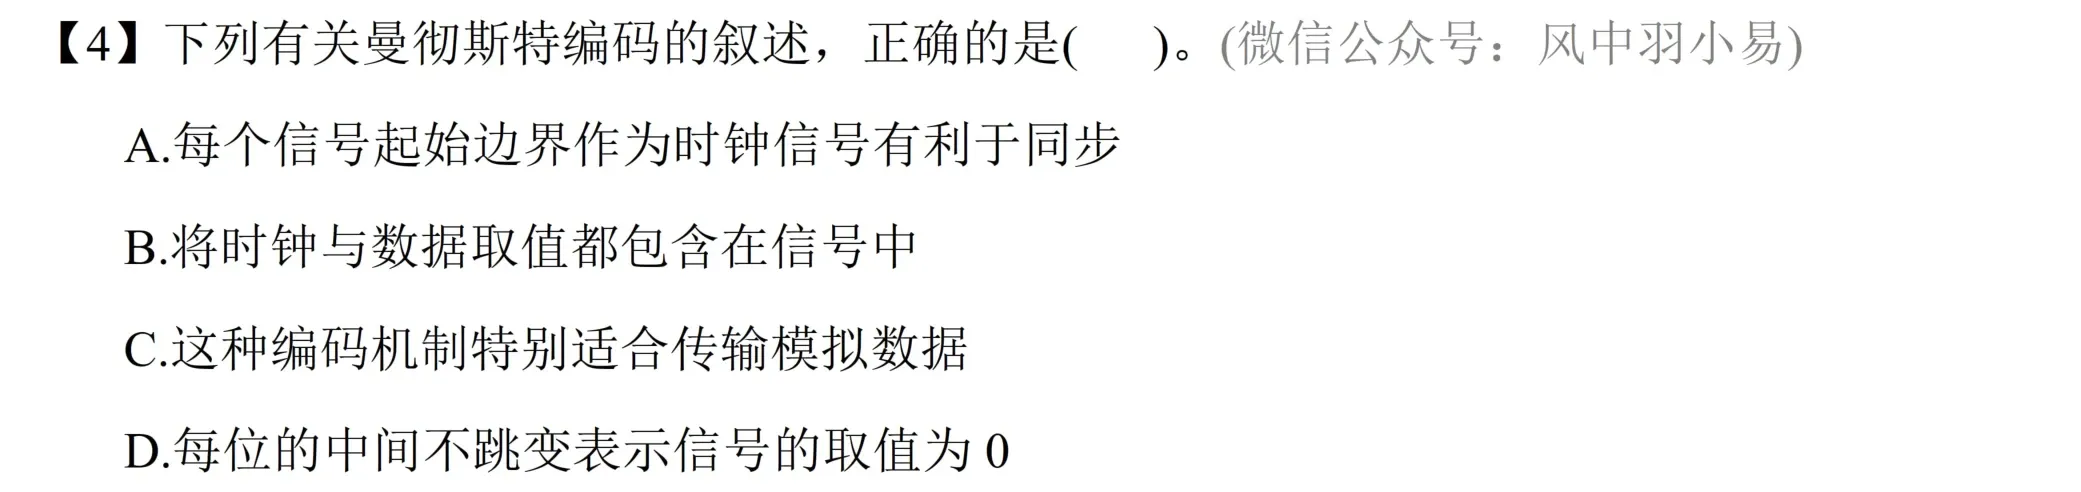 【4】下列有关曼彻斯特编码的叙述，正确的是(    )。(微信公众号：风中羽小易)
A.每个信号起始边界作为时钟信号有利于同步
B.将时钟与数据取值都包含在信号中
C.这种编码机制特别适合传输模拟数据
D.每位的中间不跳变表示信号的取值为 0